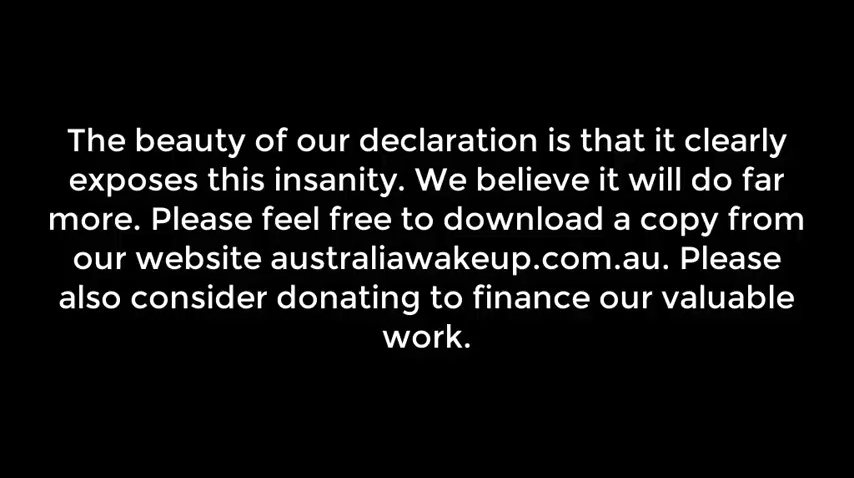 The beauty of our declaration is that it clearly
exposes this insanity. We believe it will do far
more. Please feel free to download a copy from
our website australiawakeup.com.au. Please
also consider donating to finance our valuable
work.